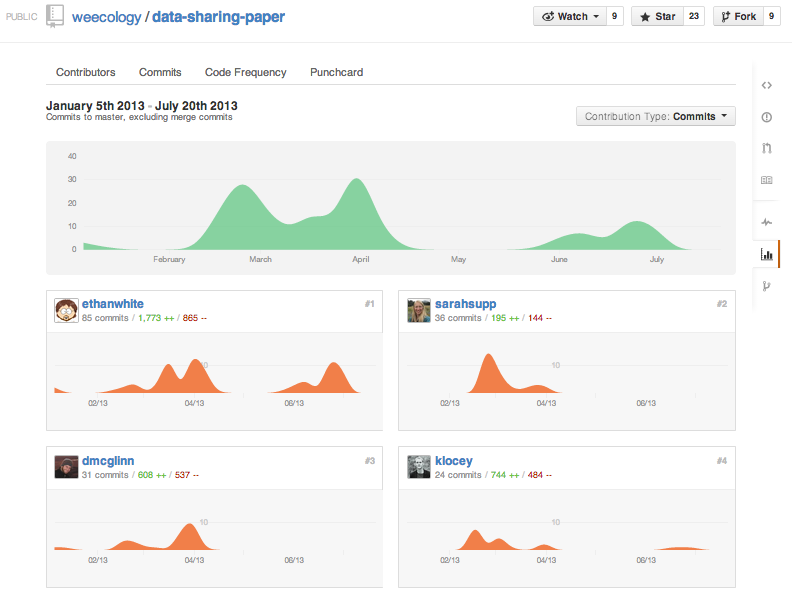 PUBLIC weecology / data-sharing-paper Watch 9 Star 23 Fork 9
Contributors Commits Code Frequency Punchcard
January 5th 2013 - July 20th 2013
Commits to master, excluding merge commits
Contribution Type: Commits
40
30
20
10
0
February March April May June July
ethanwhite #1
85 commits / 1,773 ++ / 865 --
10
02/13 04/13 06/13
sarahsupp #2
36 commits / 195 ++ / 144 --
10
02/13 04/13 06/13
dmcglinn #3
31 commits / 608 ++ / 537 --
10
02/13 04/13 06/13
klocey #4
24 commits / 744 ++ / 484 --
10
02/13 04/13 06/13